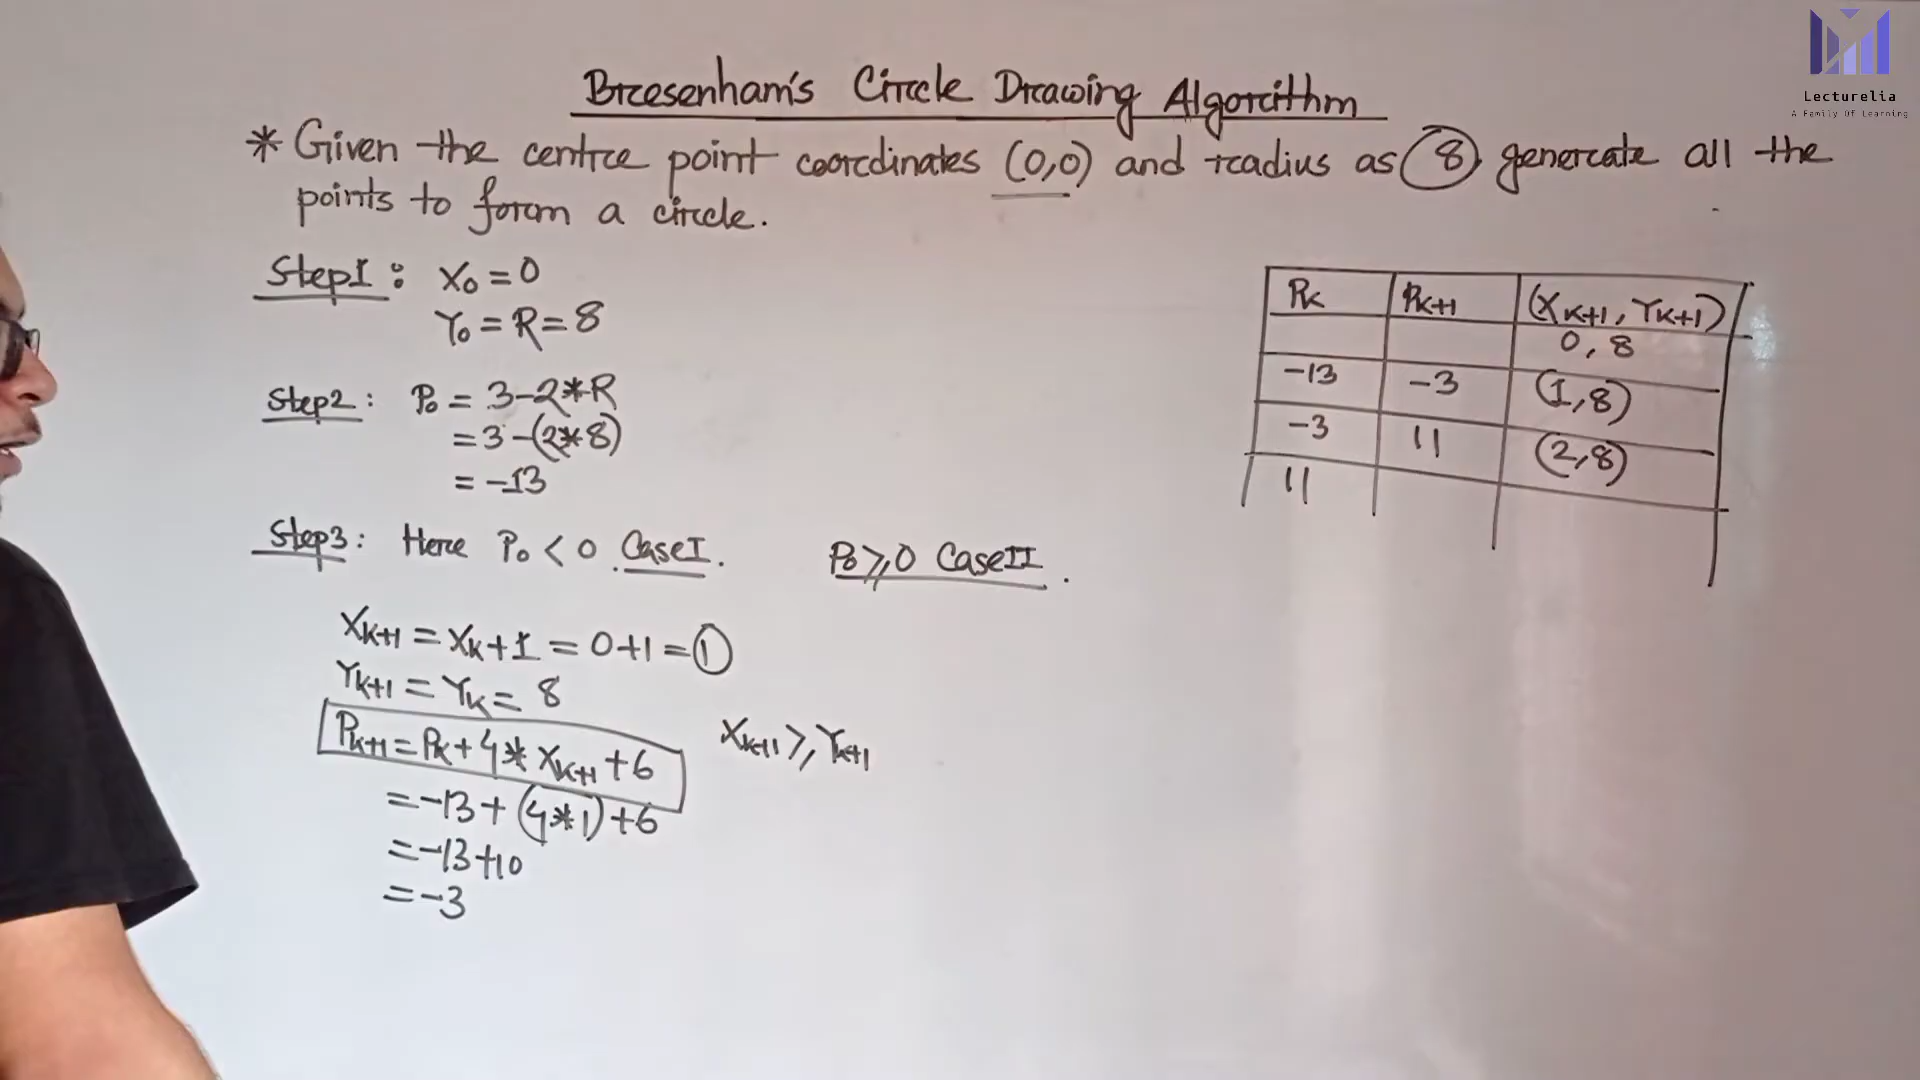 Lecturelia
A Family Of Learning
Bresenham's Circle Drawing Algorithm
* Given the centre point coordinates (0,0) and radius as 8, generate all the
points to form a circle.
Step1: X₀ = 0
Y₀ = R = 8
Step2: P₀ = 3-2*R
= 3-(2*8)
= -13
Step3: Here P₀ < 0 . Case I.
P₀ ≥ 0 Case II.
Xₖ₊₁ = Xₖ+1 = 0+1 = 1
Yₖ₊₁ = Yₖ = 8
Pₖ₊₁ = Pₖ + 4* Xₖ₊₁ + 6
Xₖ₊₁ ≥ Yₖ₊₁
= -13 + (4*1) + 6
= -13+10
= -3
Pₖ Pₖ₊₁ (Xₖ₊₁, Yₖ₊₁)
0, 8
-13 -3 (1,8)
-3 11 (2,8)
11